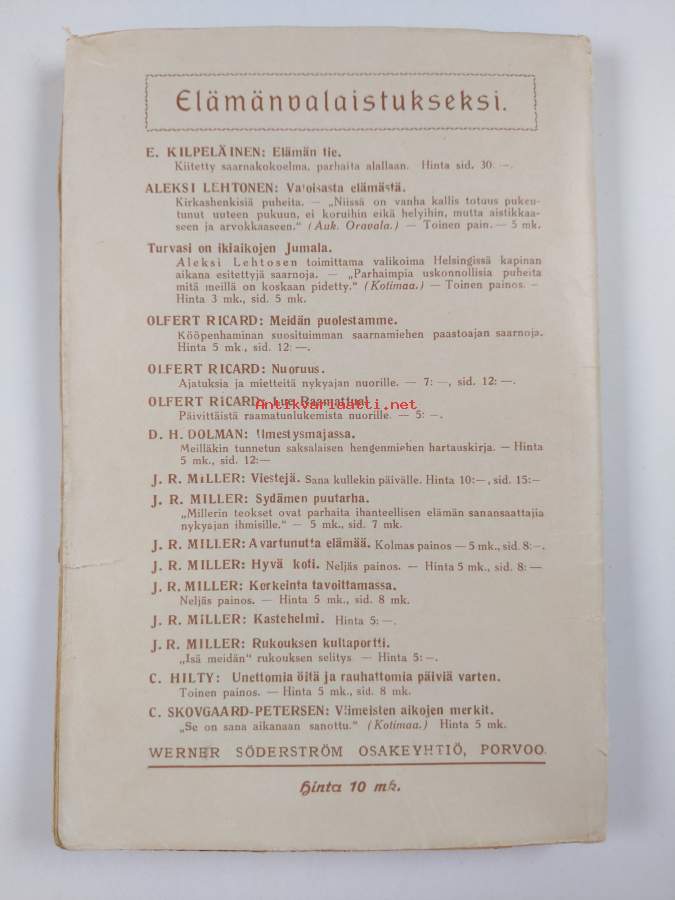 Elämänvalaistukseksi.
E. KILPELÄINEN: Elämän tie.
Kiitetty saarnakokoelma, parhaita alallaan. Hinta sid. 30: —.
ALEKSI LEHTONEN: Vatoisasta elämästä.
Kirkashenkisiä puheita. — „Niissä on vanha kallis totuus pukeu-
tunut uuteen pukuun, ei koruihin eikä helyihin, mutta aistikkaa-
seen ja arvokkaaseen.“ (Auk. Oravala.) — Toinen pain. — 5 mk.
Turvasi on ikiaikojen Jumala.
Aleksi Lehtosen toimittama valikoima Helsingissä kapinan
aikana esitettyjä saarnoja. — „Parhaimpia uskonnollisia puheita
mitä meillä on koskaan pidetty.“ (Kotimaa.) — Toinen painos. —
Hinta 3 mk., sid. 5 mk.
OLFERT RICARD: Meidän puolestamme.
Kööpenhaminan suosituimman saarnamiehen paastoajan saarnoja.
Hinta 5 mk., sid. 12: —.
OLFERT RICARD: Nuoruus.
Ajatuksia ja mietteitä nykyajan nuorille. — 7: —, sid. 12: —.
OLFERT RICARD: Lue Raamattua!
Antikvariaatti.net
Päivittäistä raamatunlukemista nuorille. — 5: —.
D. H. DOLMAN: Ilmestysmajassa.
Meilläkin tunnetun saksalaisen hengenmiehen hartauskirja. — Hinta
5 mk., sid. 12:—
J. R. MILLER: Viestejä. Sana kullekin päivälle. Hinta 10:—, sid. 15:—
J. R. MILLER: Sydämen puutarha.
„Millerin teokset ovat parhaita ihanteellisen elämän sanansaattajia
nykyajan ihmisille.“ — 5 mk., sid. 7 mk.
J. R. MILLER: Avartunutta elämää. Kolmas painos — 5 mk., sid. 8:—.
J. R. MILLER: Hyvä koti. Neljäs painos. — Hinta 5 mk., sid. 8: —
J. R. MILLER: Korkeinta tavoittamassa.
Neljäs painos. — Hinta 5 mk., sid. 8 mk.
J. R. MILLER: Kastehelmi. Hinta 5: —.
J. R. MILLER: Rukouksen kultaportti.
„Isä meidän“ rukouksen selitys. — Hinta 5: —.
C. HILTY: Unettomia öitä ja rauhattomia päiviä varten.
Toinen painos. — Hinta 5 mk., sid. 8 mk.
C. SKOVGAARD-PETERSEN: Viimeisten aikojen merkit.
„Se on sana aikanaan sanottu.“ (Kotimaa.) Hinta 5 mk.
WERNER SÖDERSTRÖM OSAKEYHTIÖ, PORVOO.
Hinta 10 mk.